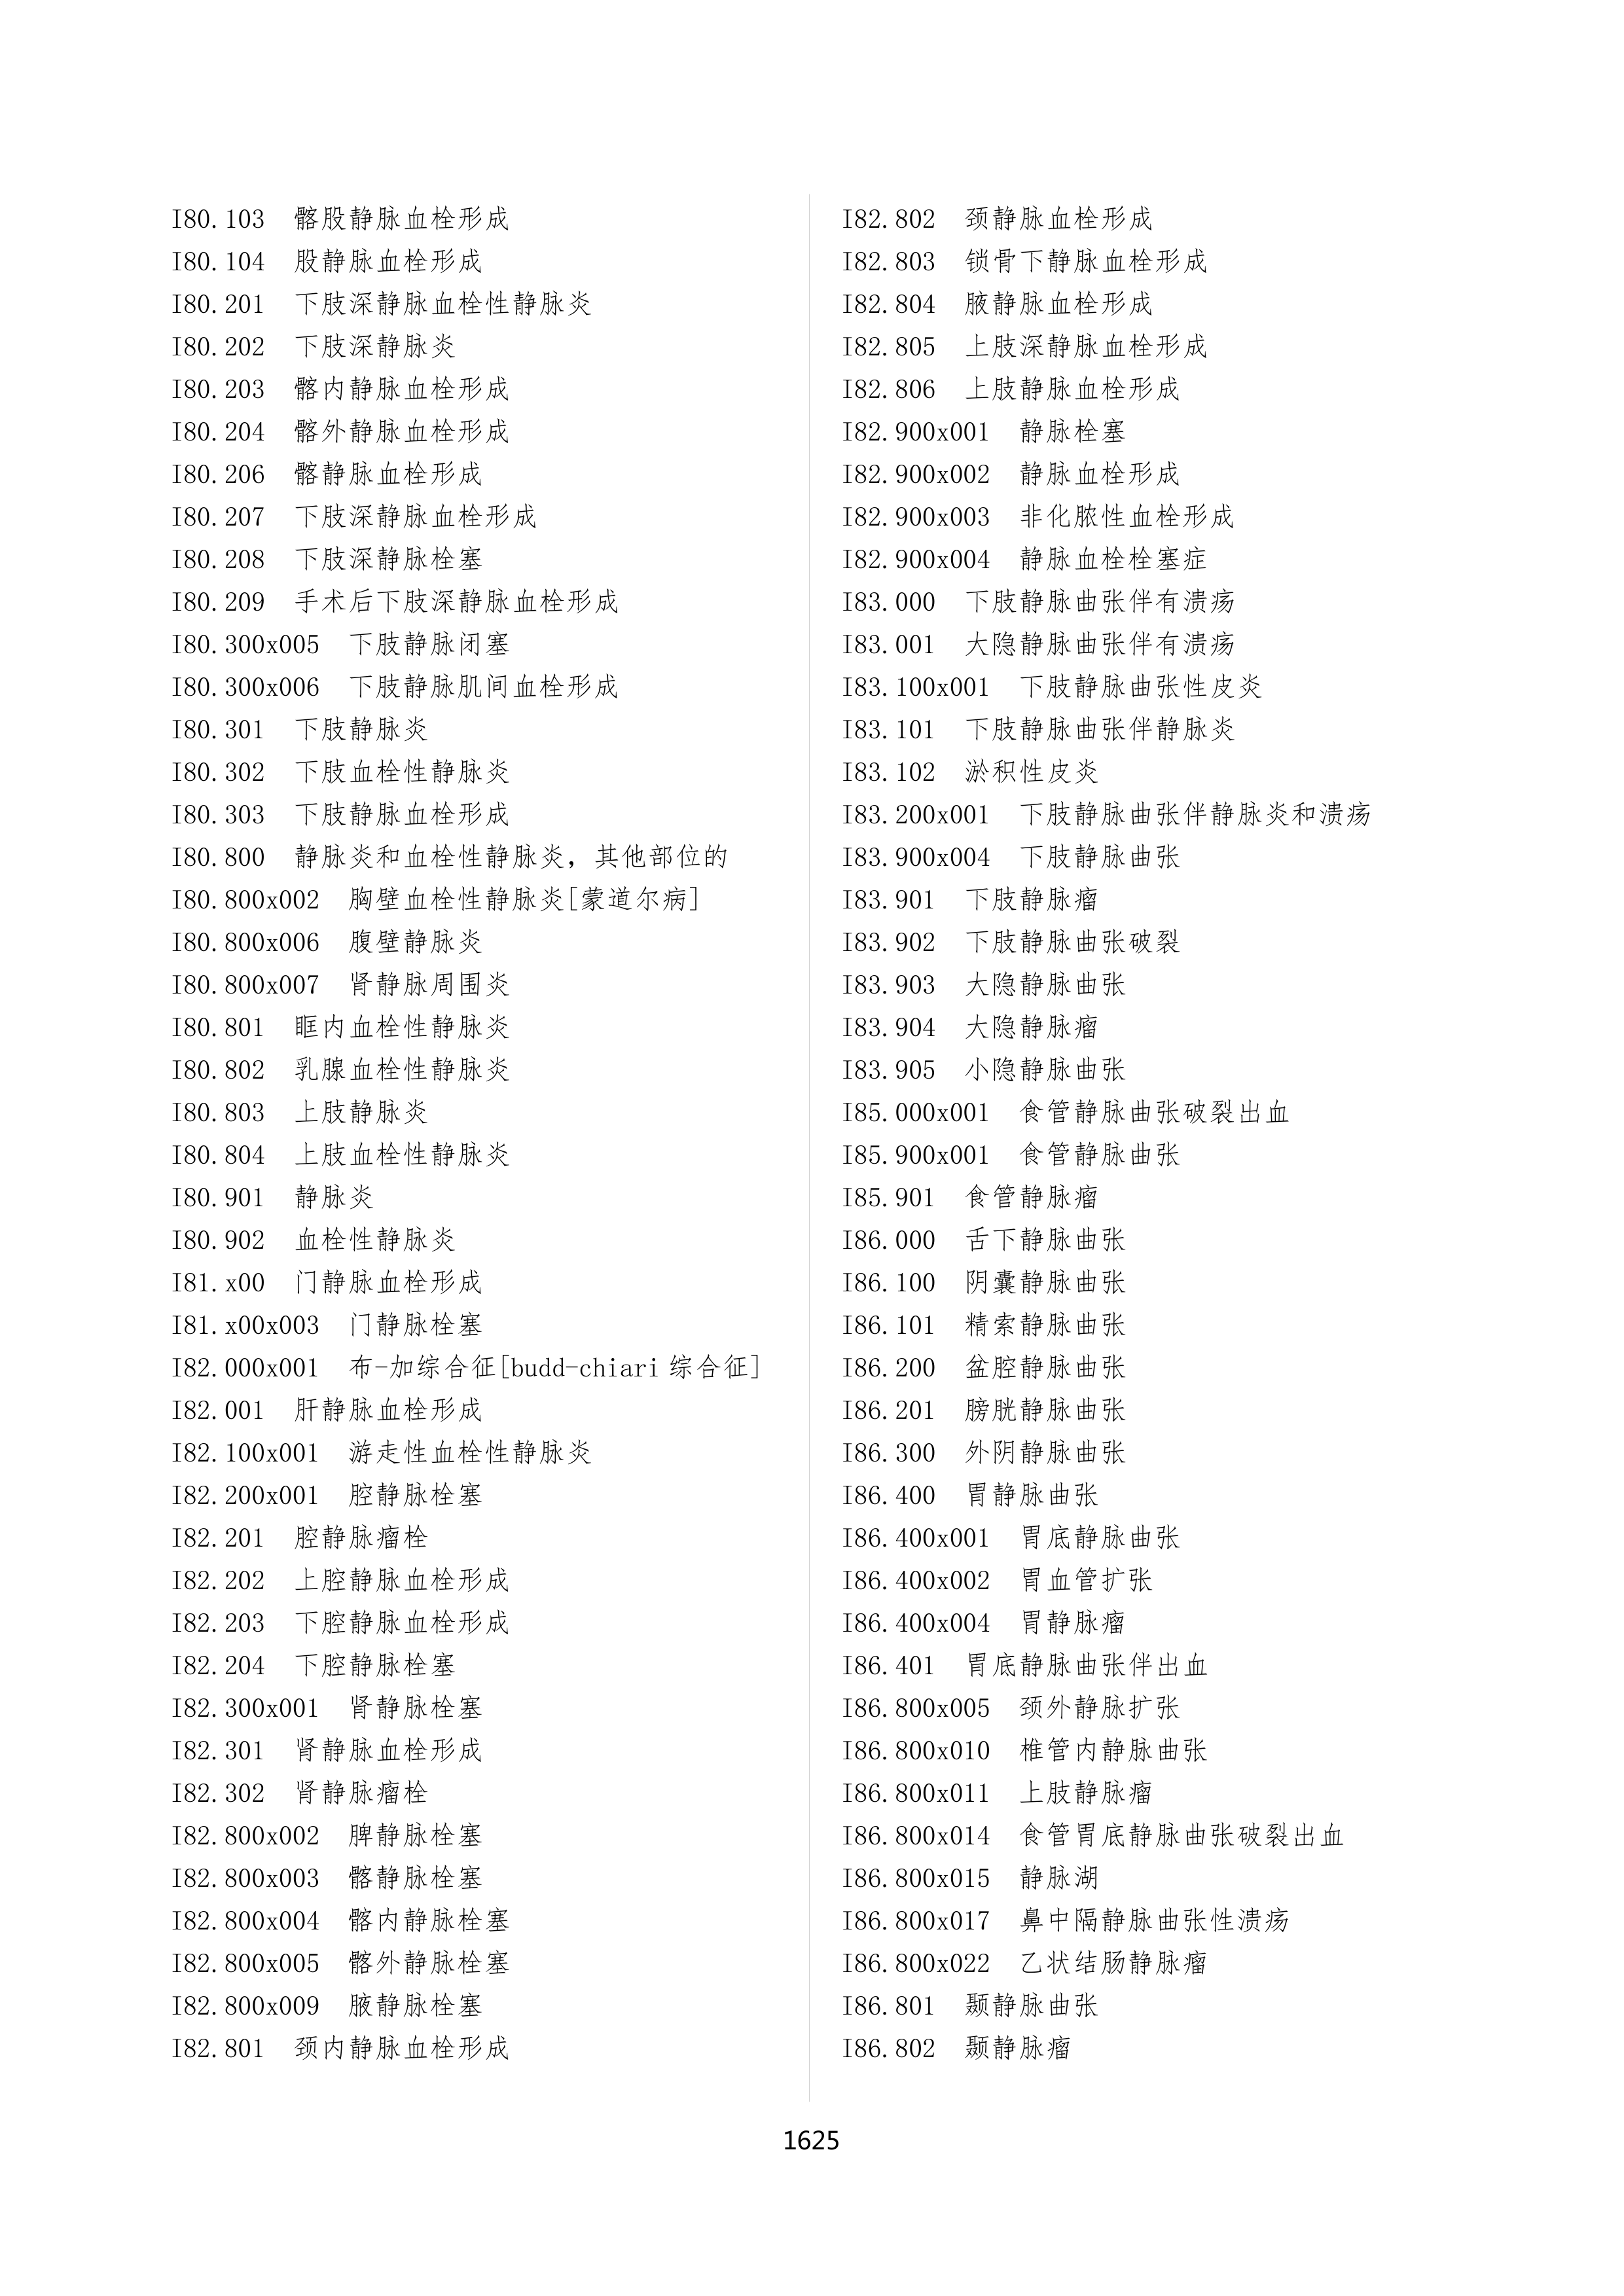 I80.103 髂股静脉血栓形成
I80.104 股静脉血栓形成
I80.201 下肢深静脉血栓性静脉炎
I80.202 下肢深静脉炎
I80.203 髂内静脉血栓形成
I80.204 髂外静脉血栓形成
I80.206 髂静脉血栓形成
I80.207 下肢深静脉血栓形成
I80.208 下肢深静脉栓塞
I80.209 手术后下肢深静脉血栓形成
I80.300x005 下肢静脉闭塞
I80.300x006 下肢静脉肌间血栓形成
I80.301 下肢静脉炎
I80.302 下肢血栓性静脉炎
I80.303 下肢静脉血栓形成
I80.800 静脉炎和血栓性静脉炎，其他部位的
I80.800x002 胸壁血栓性静脉炎[蒙道尔病]
I80.800x006 腹壁静脉炎
I80.800x007 肾静脉周围炎
I80.801 眶内血栓性静脉炎
I80.802 乳腺血栓性静脉炎
I80.803 上肢静脉炎
I80.804 上肢血栓性静脉炎
I80.901 静脉炎
I80.902 血栓性静脉炎
I81.x00 门静脉血栓形成
I81.x00x003 门静脉栓塞
I82.000x001 布-加综合征[budd-chiari 综合征]
I82.001 肝静脉血栓形成
I82.100x001 游走性血栓性静脉炎
I82.200x001 腔静脉栓塞
I82.201 腔静脉瘤栓
I82.202 上腔静脉血栓形成
I82.203 下腔静脉血栓形成
I82.204 下腔静脉栓塞
I82.300x001 肾静脉栓塞
I82.301 肾静脉血栓形成
I82.302 肾静脉瘤栓
I82.800x002 脾静脉栓塞
I82.800x003 髂静脉栓塞
I82.800x004 髂内静脉栓塞
I82.800x005 髂外静脉栓塞
I82.800x009 腋静脉栓塞
I82.801 颈内静脉血栓形成
I82.802 颈静脉血栓形成
I82.803 锁骨下静脉血栓形成
I82.804 腋静脉血栓形成
I82.805 上肢深静脉血栓形成
I82.806 上肢静脉血栓形成
I82.900x001 静脉栓塞
I82.900x002 静脉血栓形成
I82.900x003 非化脓性血栓形成
I82.900x004 静脉血栓栓塞症
I83.000 下肢静脉曲张伴有溃疡
I83.001 大隐静脉曲张伴有溃疡
I83.100x001 下肢静脉曲张性皮炎
I83.101 下肢静脉曲张伴静脉炎
I83.102 淤积性皮炎
I83.200x001 下肢静脉曲张伴静脉炎和溃疡
I83.900x004 下肢静脉曲张
I83.901 下肢静脉瘤
I83.902 下肢静脉曲张破裂
I83.903 大隐静脉曲张
I83.904 大隐静脉瘤
I83.905 小隐静脉曲张
I85.000x001 食管静脉曲张破裂出血
I85.900x001 食管静脉曲张
I85.901 食管静脉瘤
I86.000 舌下静脉曲张
I86.100 阴囊静脉曲张
I86.101 精索静脉曲张
I86.200 盆腔静脉曲张
I86.201 膀胱静脉曲张
I86.300 外阴静脉曲张
I86.400 胃静脉曲张
I86.400x001 胃底静脉曲张
I86.400x002 胃血管扩张
I86.400x004 胃静脉瘤
I86.401 胃底静脉曲张伴出血
I86.800x005 颈外静脉扩张
I86.800x010 椎管内静脉曲张
I86.800x011 上肢静脉瘤
I86.800x014 食管胃底静脉曲张破裂出血
I86.800x015 静脉湖
I86.800x017 鼻中隔静脉曲张性溃疡
I86.800x022 乙状结肠静脉瘤
I86.801 颞静脉曲张
I86.802 颞静脉瘤
1625